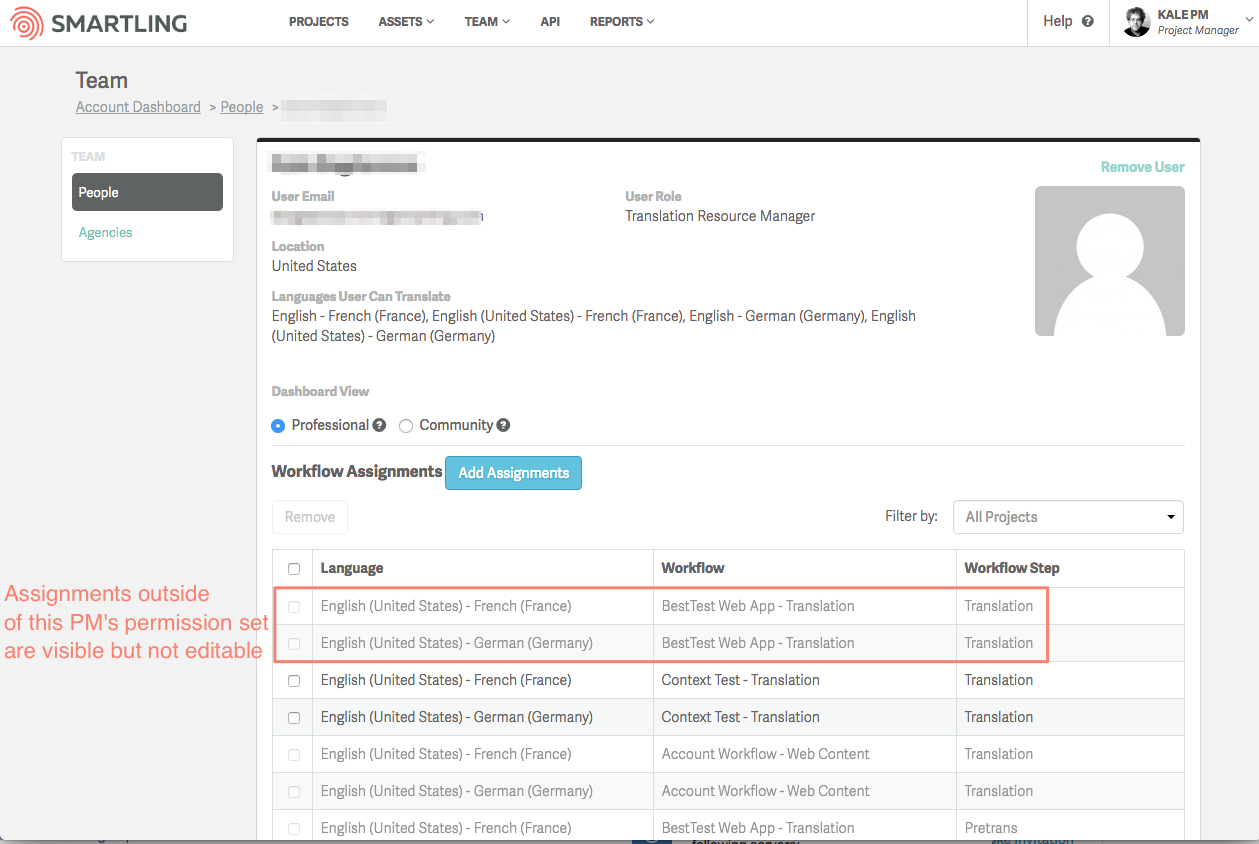 SMARTLING
PROJECTS ASSETS TEAM API REPORTS
Help ?
KALE PM
Project Manager
Team
Account Dashboard > People >
TEAM
People
Agencies
Remove User
User Email
User Role
Translation Resource Manager
Location
United States
Languages User Can Translate
English - French (France), English (United States) - French (France), English - German (Germany), English
(United States) - German (Germany)
Dashboard View
Professional ? Community ?
Workflow Assignments Add Assignments
Remove
Filter by: All Projects
Language Workflow Workflow Step
Assignments outside
of this PM's permission set
are visible but not editable
English (United States) - French (France) BestTest Web App - Translation Translation
English (United States) - German (Germany) BestTest Web App - Translation Translation
English (United States) - French (France) Context Test - Translation Translation
English (United States) - German (Germany) Context Test - Translation Translation
English (United States) - French (France) Account Workflow - Web Content Translation
English (United States) - German (Germany) Account Workflow - Web Content Translation
English (United States) - French (France) BestTest Web App - Translation Pretrans
following servers: